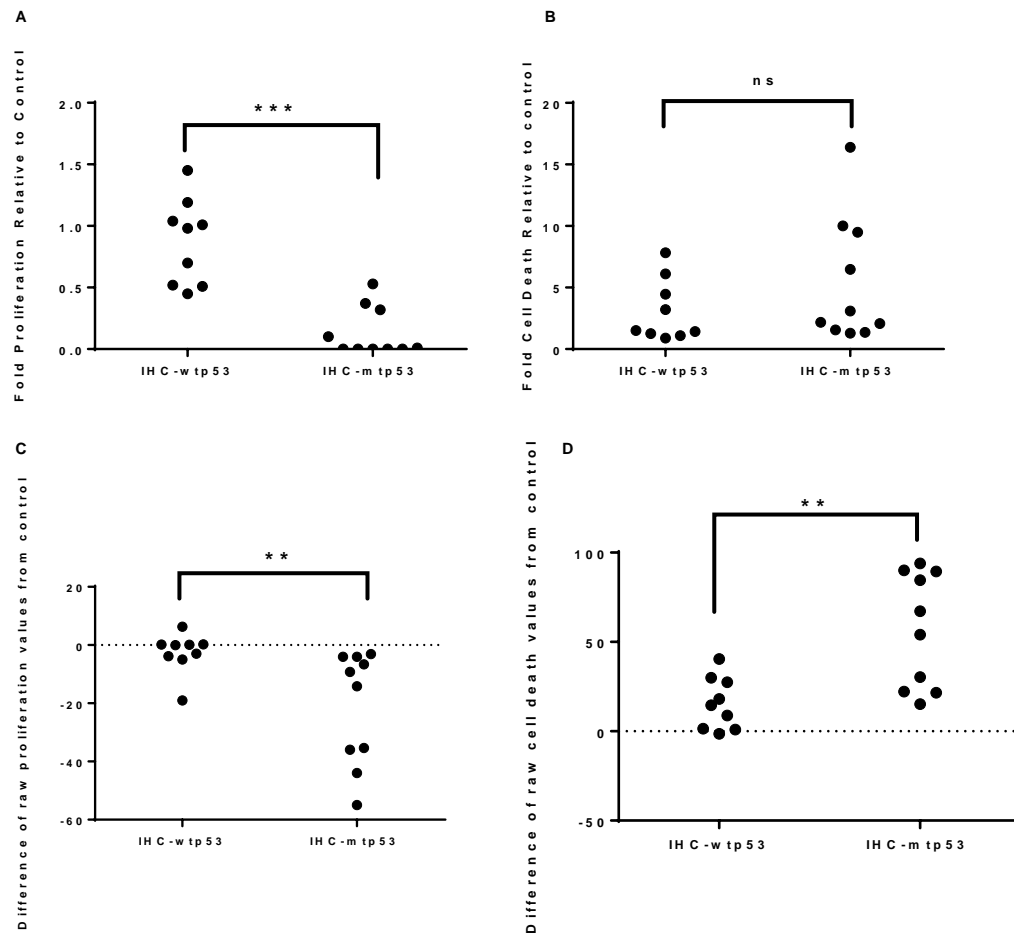 A
Fold Proliferation Relative to Control
2.0
1.5
1.0
0.5
0.0
***
IHC-wtp53
IHC-mtp53
B
Fold Cell Death Relative to control
20
15
10
5
0
ns
IHC-wtp53
IHC-mtp53
C
Difference of raw proliferation values from control
20
0
-20
-40
-60
**
IHC-wtp53
IHC-mtp53
D
Difference of raw cell death values from control
100
50
0
-50
**
IHC-wtp53
IHC-mtp53